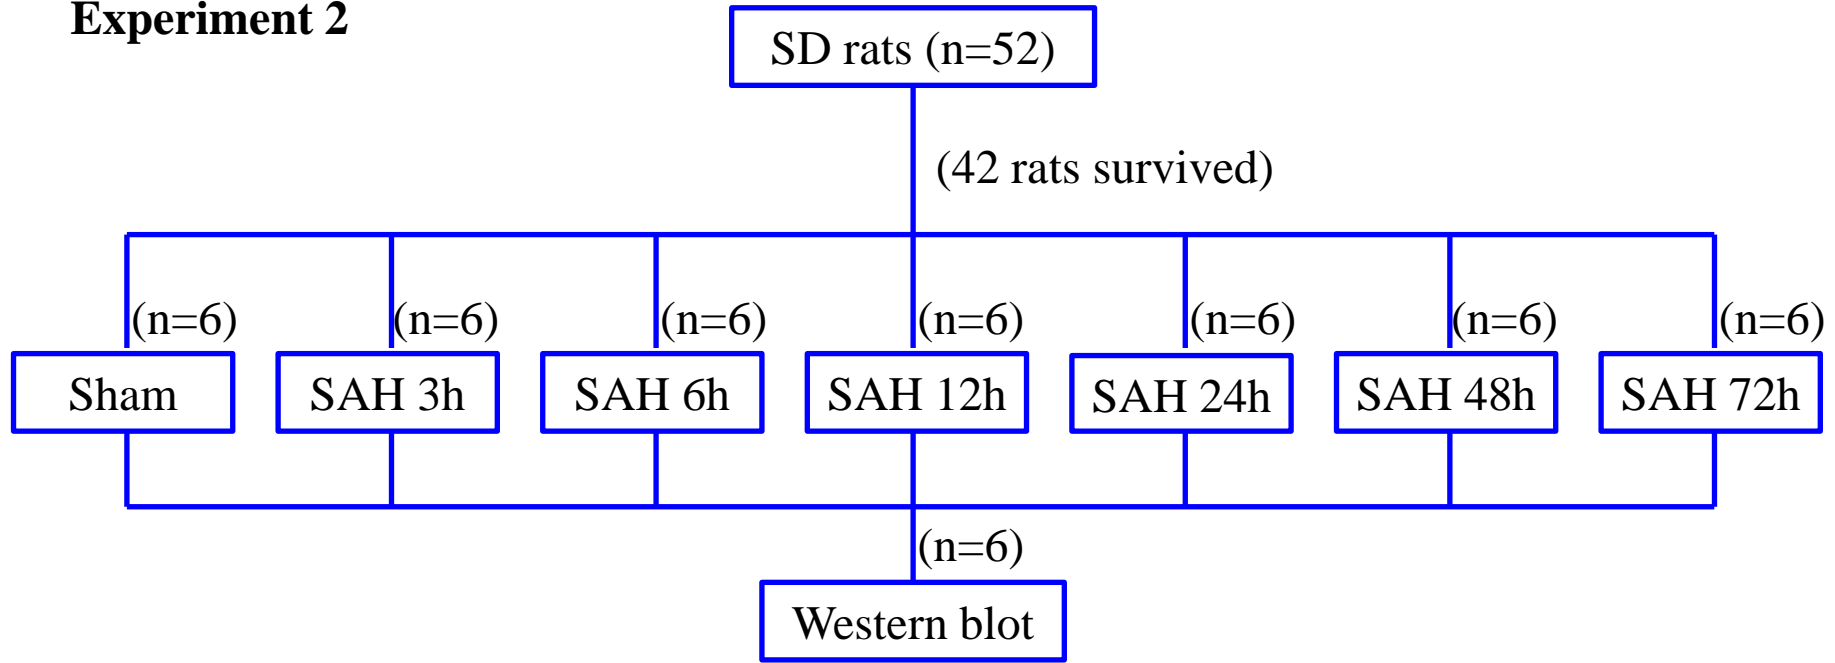 Experiment 2
SD rats (n=52)
(42 rats survived)
(n=6) (n=6) (n=6) (n=6) (n=6) (n=6) (n=6)
Sham SAH 3h SAH 6h SAH 12h SAH 24h SAH 48h SAH 72h
(n=6)
Western blot